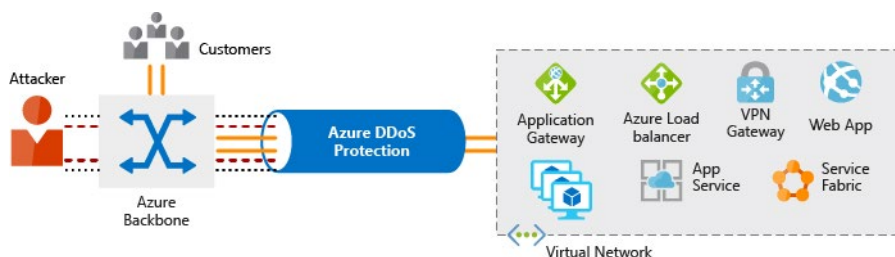 Customers
Attacker
Azure
Backbone
Azure DDoS
Protection
Application
Gateway
Azure Load
balancer
VPN
Gateway
Web App
App
Service
Service
Fabric
Virtual Network